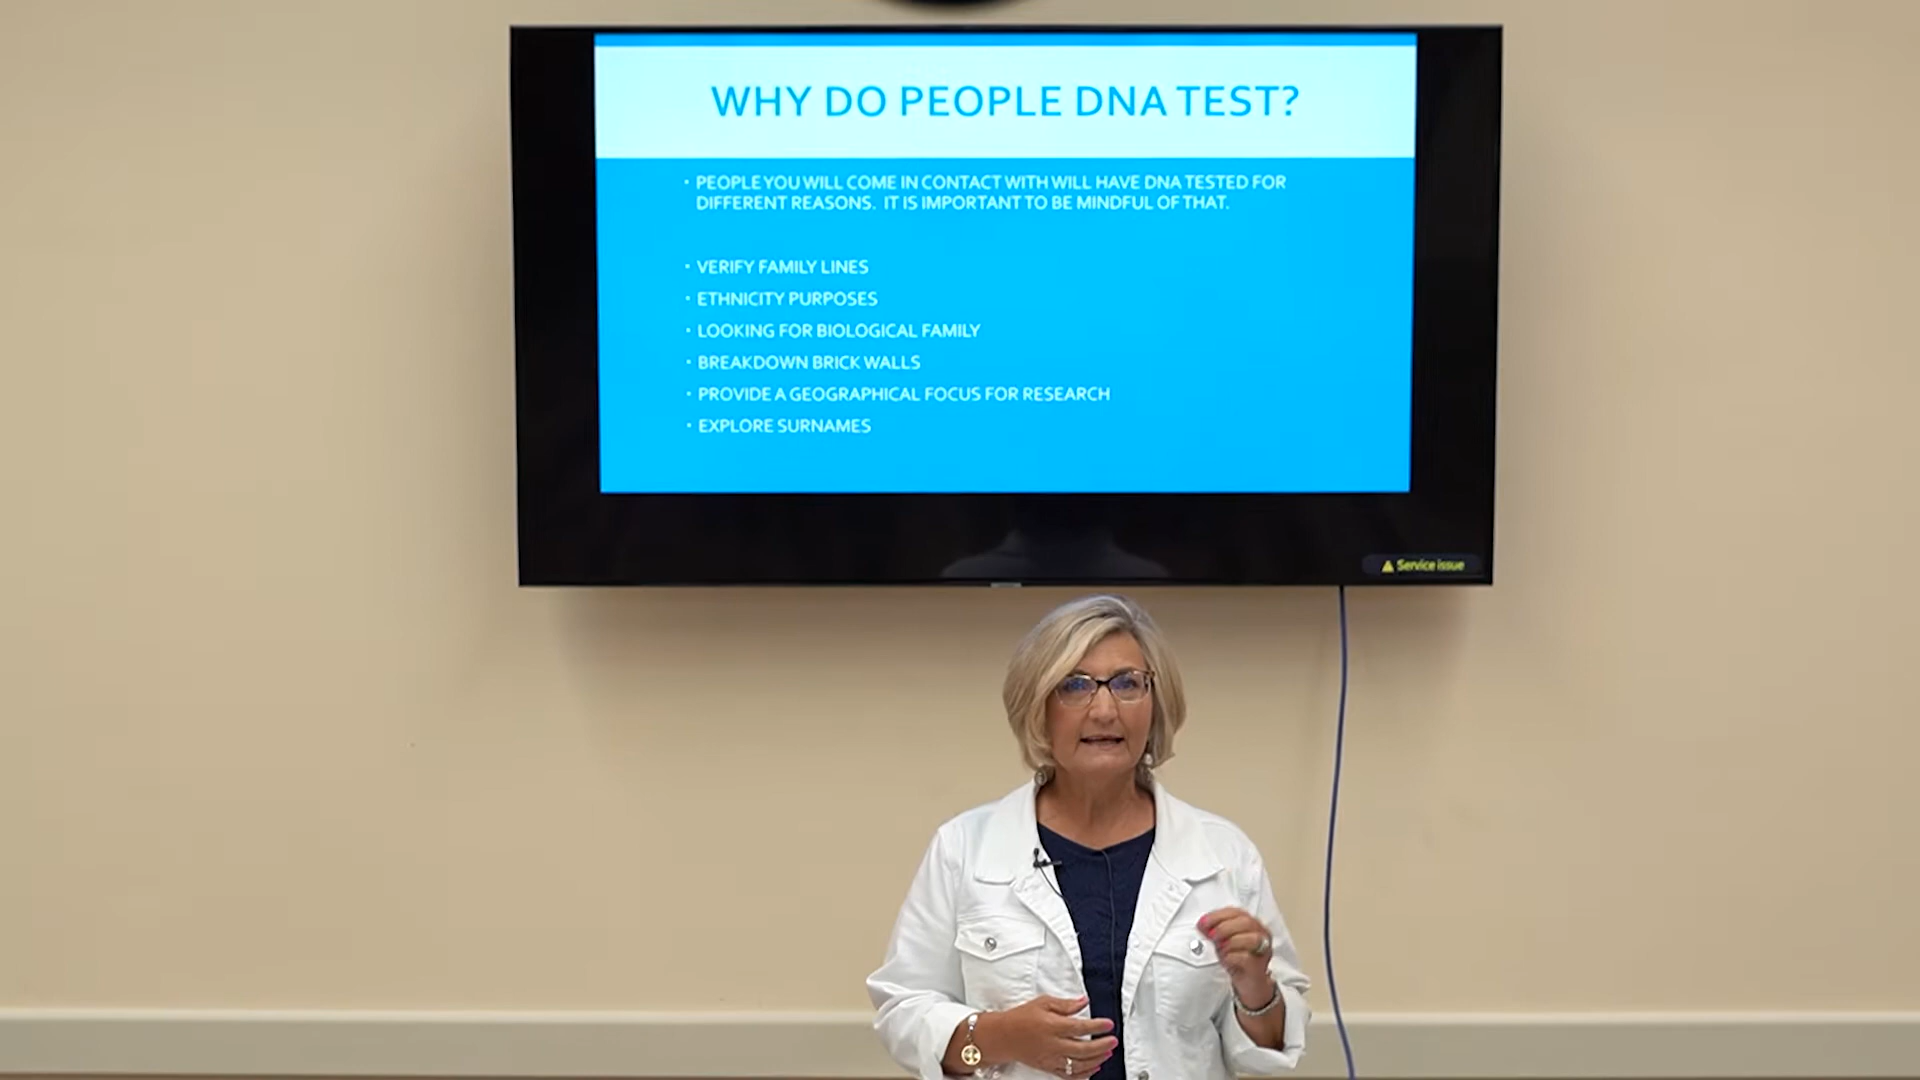 WHY DO PEOPLE DNA TEST?
• PEOPLE YOU WILL COME IN CONTACT WITH WILL HAVE DNA TESTED FOR
DIFFERENT REASONS. IT IS IMPORTANT TO BE MINDFUL OF THAT.
• VERIFY FAMILY LINES
• ETHNICITY PURPOSES
• LOOKING FOR BIOLOGICAL FAMILY
• BREAKDOWN BRICK WALLS
• PROVIDE A GEOGRAPHICAL FOCUS FOR RESEARCH
• EXPLORE SURNAMES
Service issue